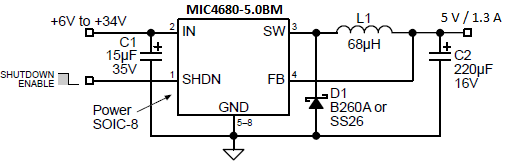 MIC4680-5.0BM
+6V to +34V
5 V / 1.3 A
2
IN
SW
3
L1
68µH
C1
15µF
35V
+
+
C2
220µF
16V
SHUTDOWN
ENABLE
1
SHDN
FB
4
Power
SOIC-8
GND
5–8
D1
B260A or
SS26